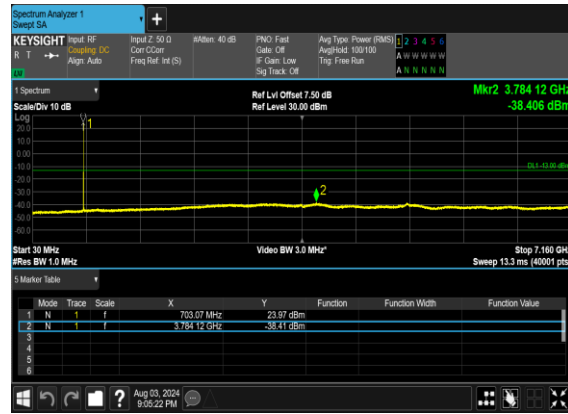 Spectrum Analyzer 1
Swept SA
KEYSIGHT Input: RF Input Z: 50 Ω #Atten: 40 dB PNO: Fast Avg Type: Power (RMS) 1 2 3 4 5 6
R T Coupling: DC Corr CCorr Gate: Off Avg|Hold: 100/100 A W W W W W
Align: Auto Freq Ref: Int (S) IF Gain: Low Trig: Free Run
Sig Track: Off A N N N N N
LW
1 Spectrum Ref Lvl Offset 7.50 dB Mkr2 3.784 12 GHz
Scale/Div 10 dB Ref Level 30.00 dBm -38.406 dBm
Log
20.0
10.0
0.00
-10.0
-20.0
-30.0
-40.0
-50.0
-60.0
1
DL1 -13.00 dBm
2
Start 30 MHz Video BW 3.0 MHz* Stop 7.160 GHz
#Res BW 1.0 MHz Sweep 13.3 ms (40001 pts)
5 Marker Table
Mode Trace Scale X Y Function Function Width Function Value
1 N 1 f 703.07 MHz 23.97 dBm
2 N 1 f 3.784 12 GHz -38.41 dBm
3
4
5
6
?
Aug 03, 2024
9:05:22 PM